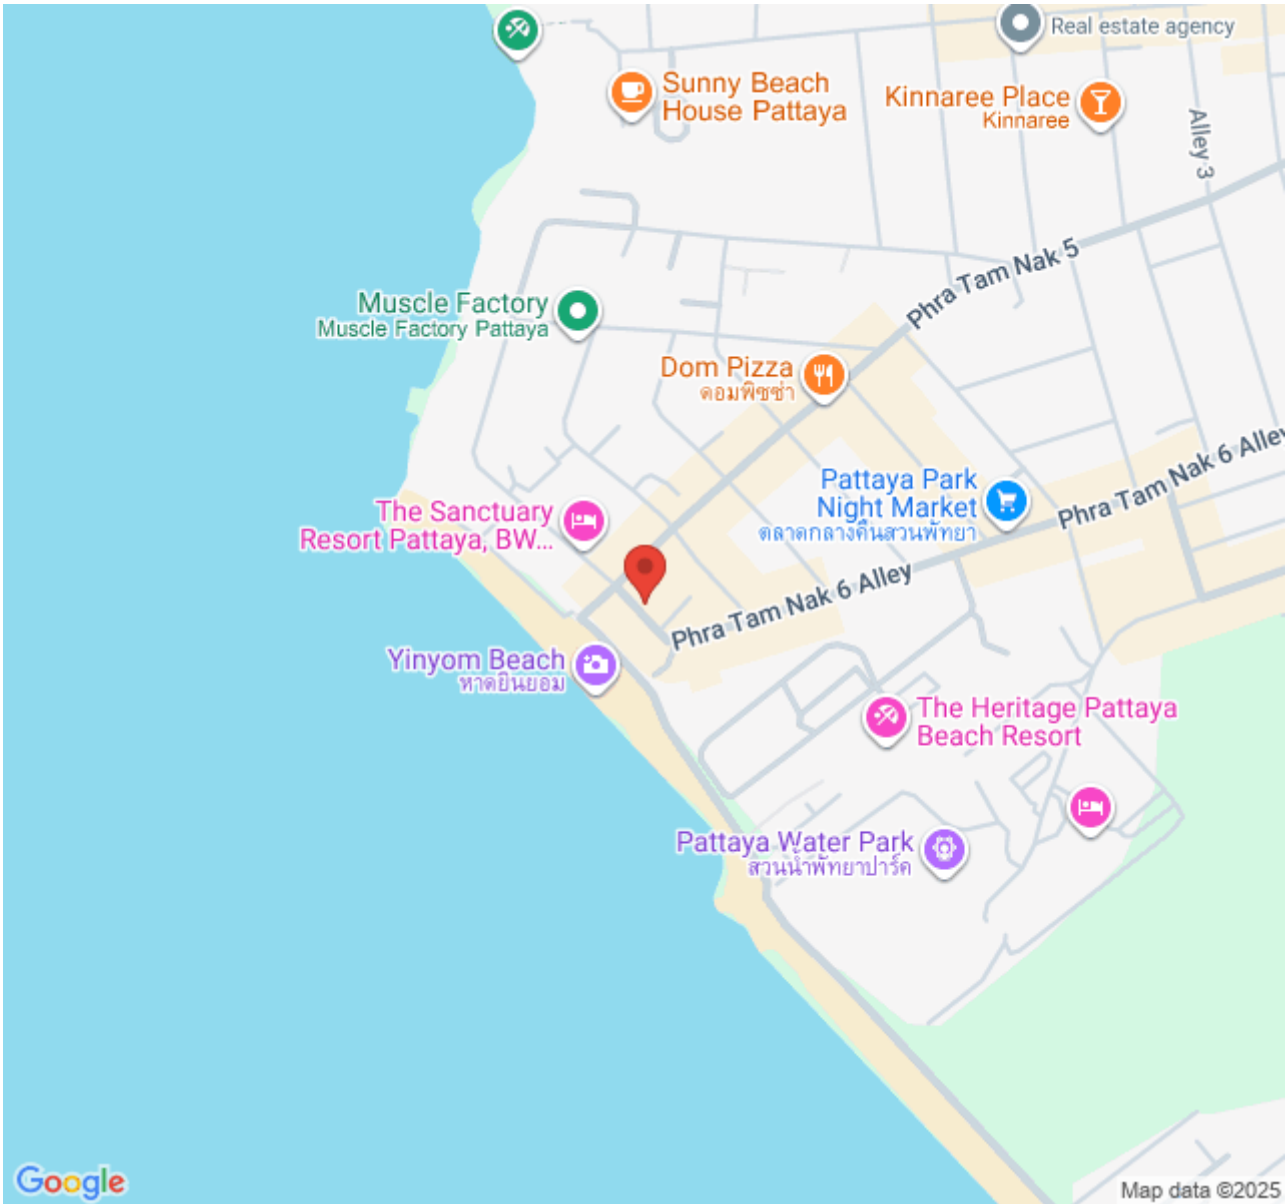 Real estate agency
Sunny Beach
House Pattaya
Kinnaree Place
Kinnaree
Alley 3
Phra Tam Nak 5
Muscle Factory
Muscle Factory Pattaya
Dom Pizza
ดอมพิซซ่า
Phra Tam Nak 6 Alley
Pattaya Park
Night Market
ตลาดกลางคืนสวนพัทยา
The Sanctuary
Resort Pattaya, BW...
Phra Tam Nak 6 Alley
Yinyom Beach
หาดยินยอม
The Heritage Pattaya
Beach Resort
Pattaya Water Park
สวนน้ำพัทยาปาร์ค
Google
Map data ©2025